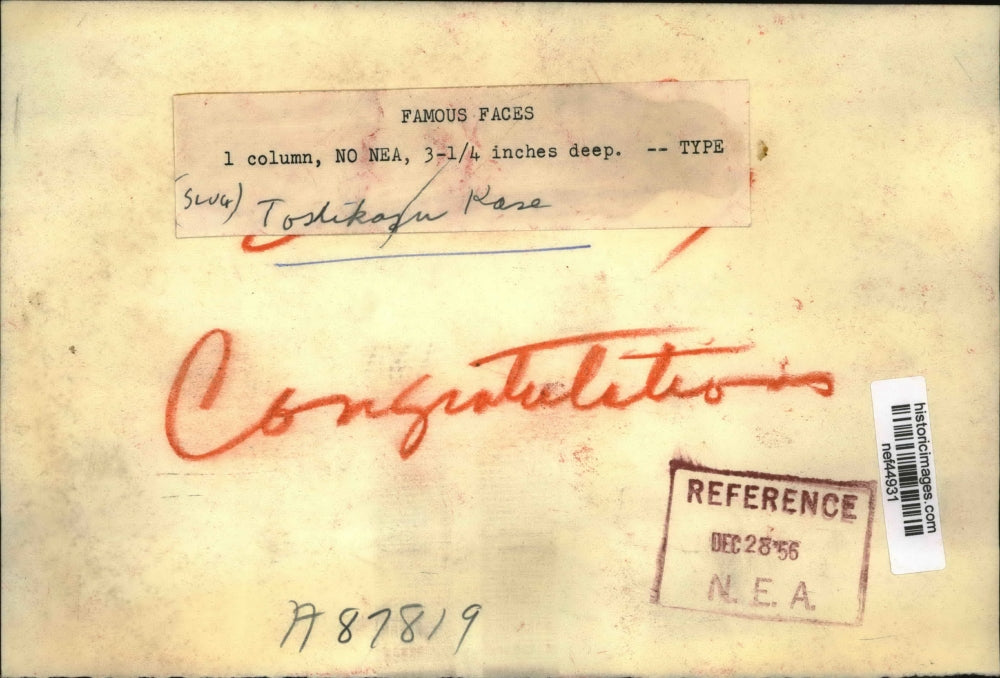 FAMOUS FACES
1 column, NO NEA, 3-1/4 inches deep. -- TYPE
(SLUG) Toshikazu Kase
Congratulations
REFERENCE
DEC 28 '56
N. E. A.
historicimages.com
nef44931
A87819